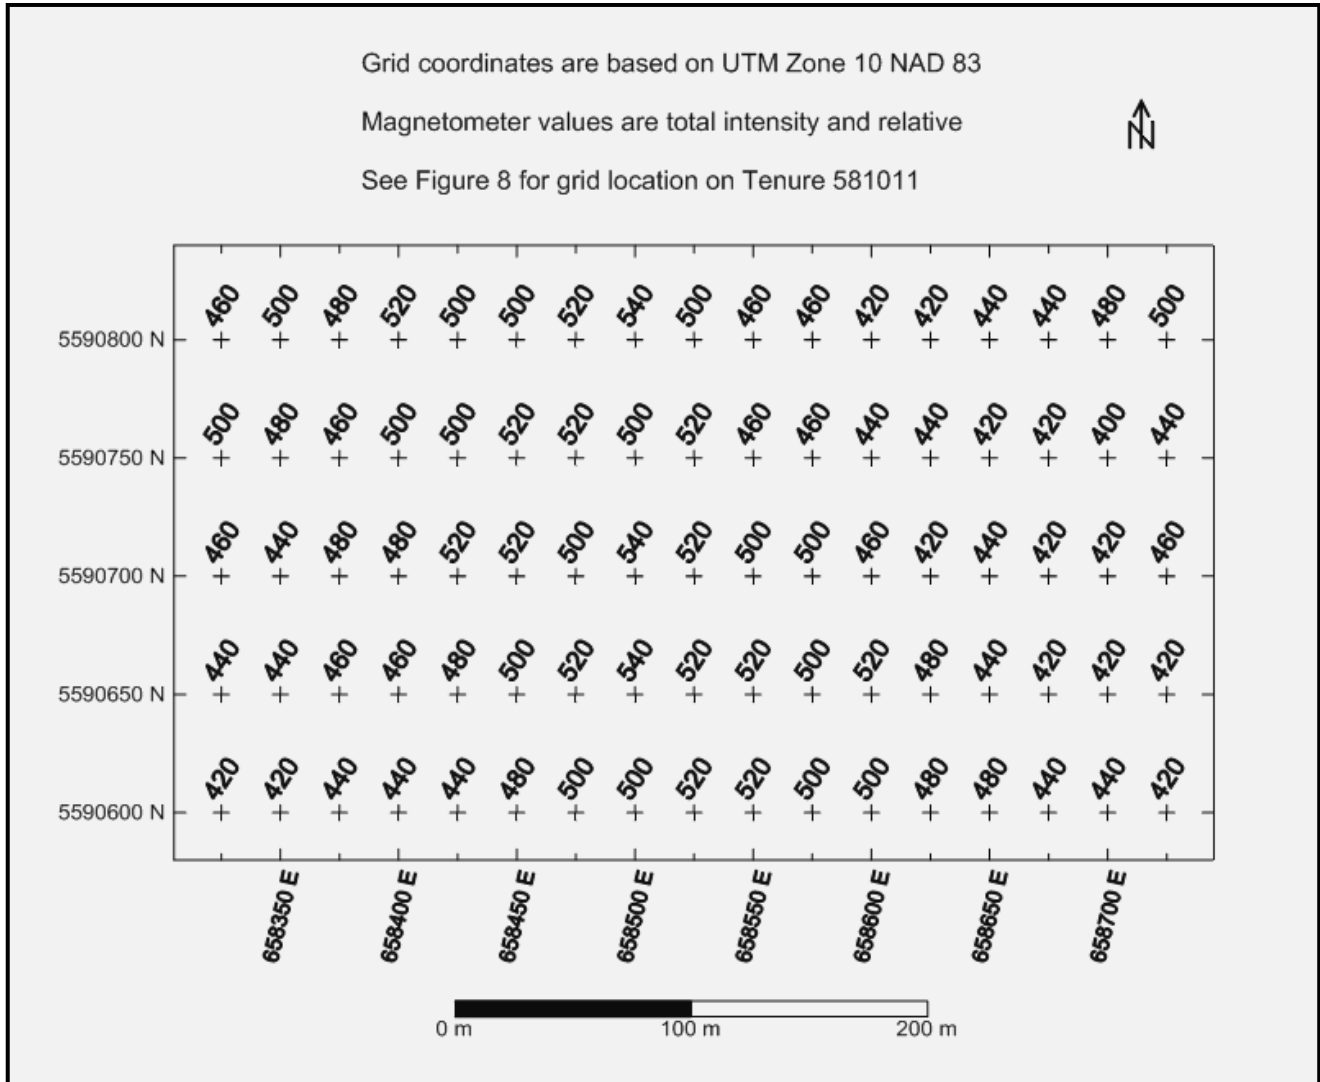 Grid coordinates are based on UTM Zone 10 NAD 83
Magnetometer values are total intensity and relative
N
See Figure 8 for grid location on Tenure 581011
460 500 480 520 500 500 520 540 500 460 460 420 420 440 440 480 500
5590800 N
500 480 460 500 500 520 520 500 520 460 460 440 440 420 420 400 440
5590750 N
460 440 480 480 520 520 500 540 520 500 500 460 420 440 420 420 460
5590700 N
440 440 460 460 480 500 520 540 520 520 500 520 480 440 420 420 420
5590650 N
420 420 440 440 440 480 500 500 520 520 500 500 480 480 440 440 420
5590600 N
658350 E 658400 E 658450 E 658500 E 658550 E 658600 E 658650 E 658700 E
0 m 100 m 200 m